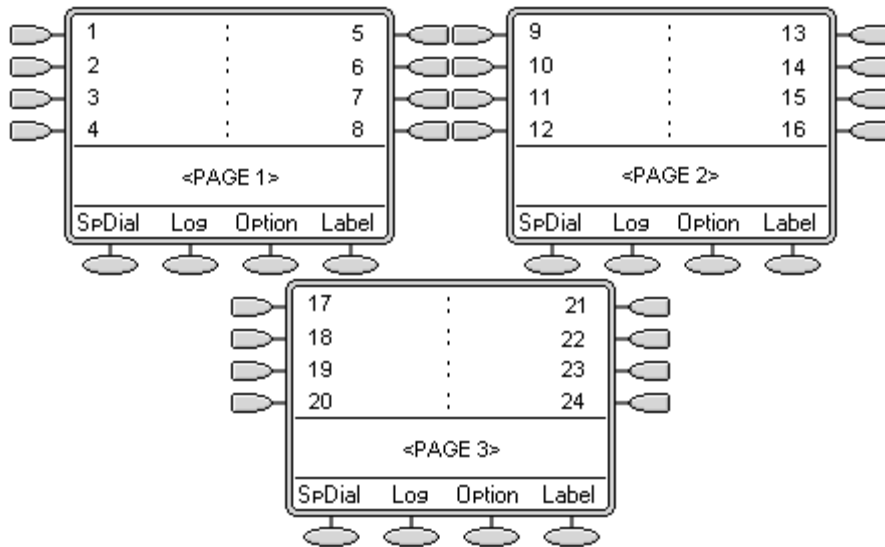 1 : 5
2 : 6
3 : 7
4 : 8
<PAGE 1>
SpDial Log Option Label
9 : 13
10 : 14
11 : 15
12 : 16
<PAGE 2>
SpDial Log Option Label
17 : 21
18 : 22
19 : 23
20 : 24
<PAGE 3>
SpDial Log Option Label